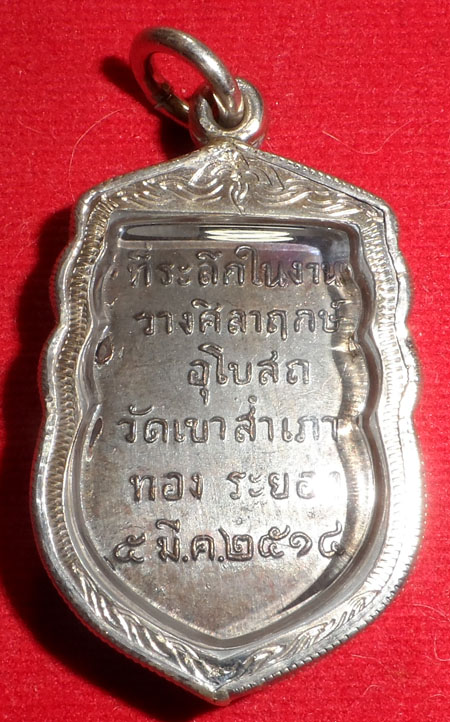 ที่ระลึกในงาน
วางศิลาฤกษ์
อุโบสถ
วัดเขาสำเภา
ทอง ระยอง
๕ มี.ค.๒๕๑๔